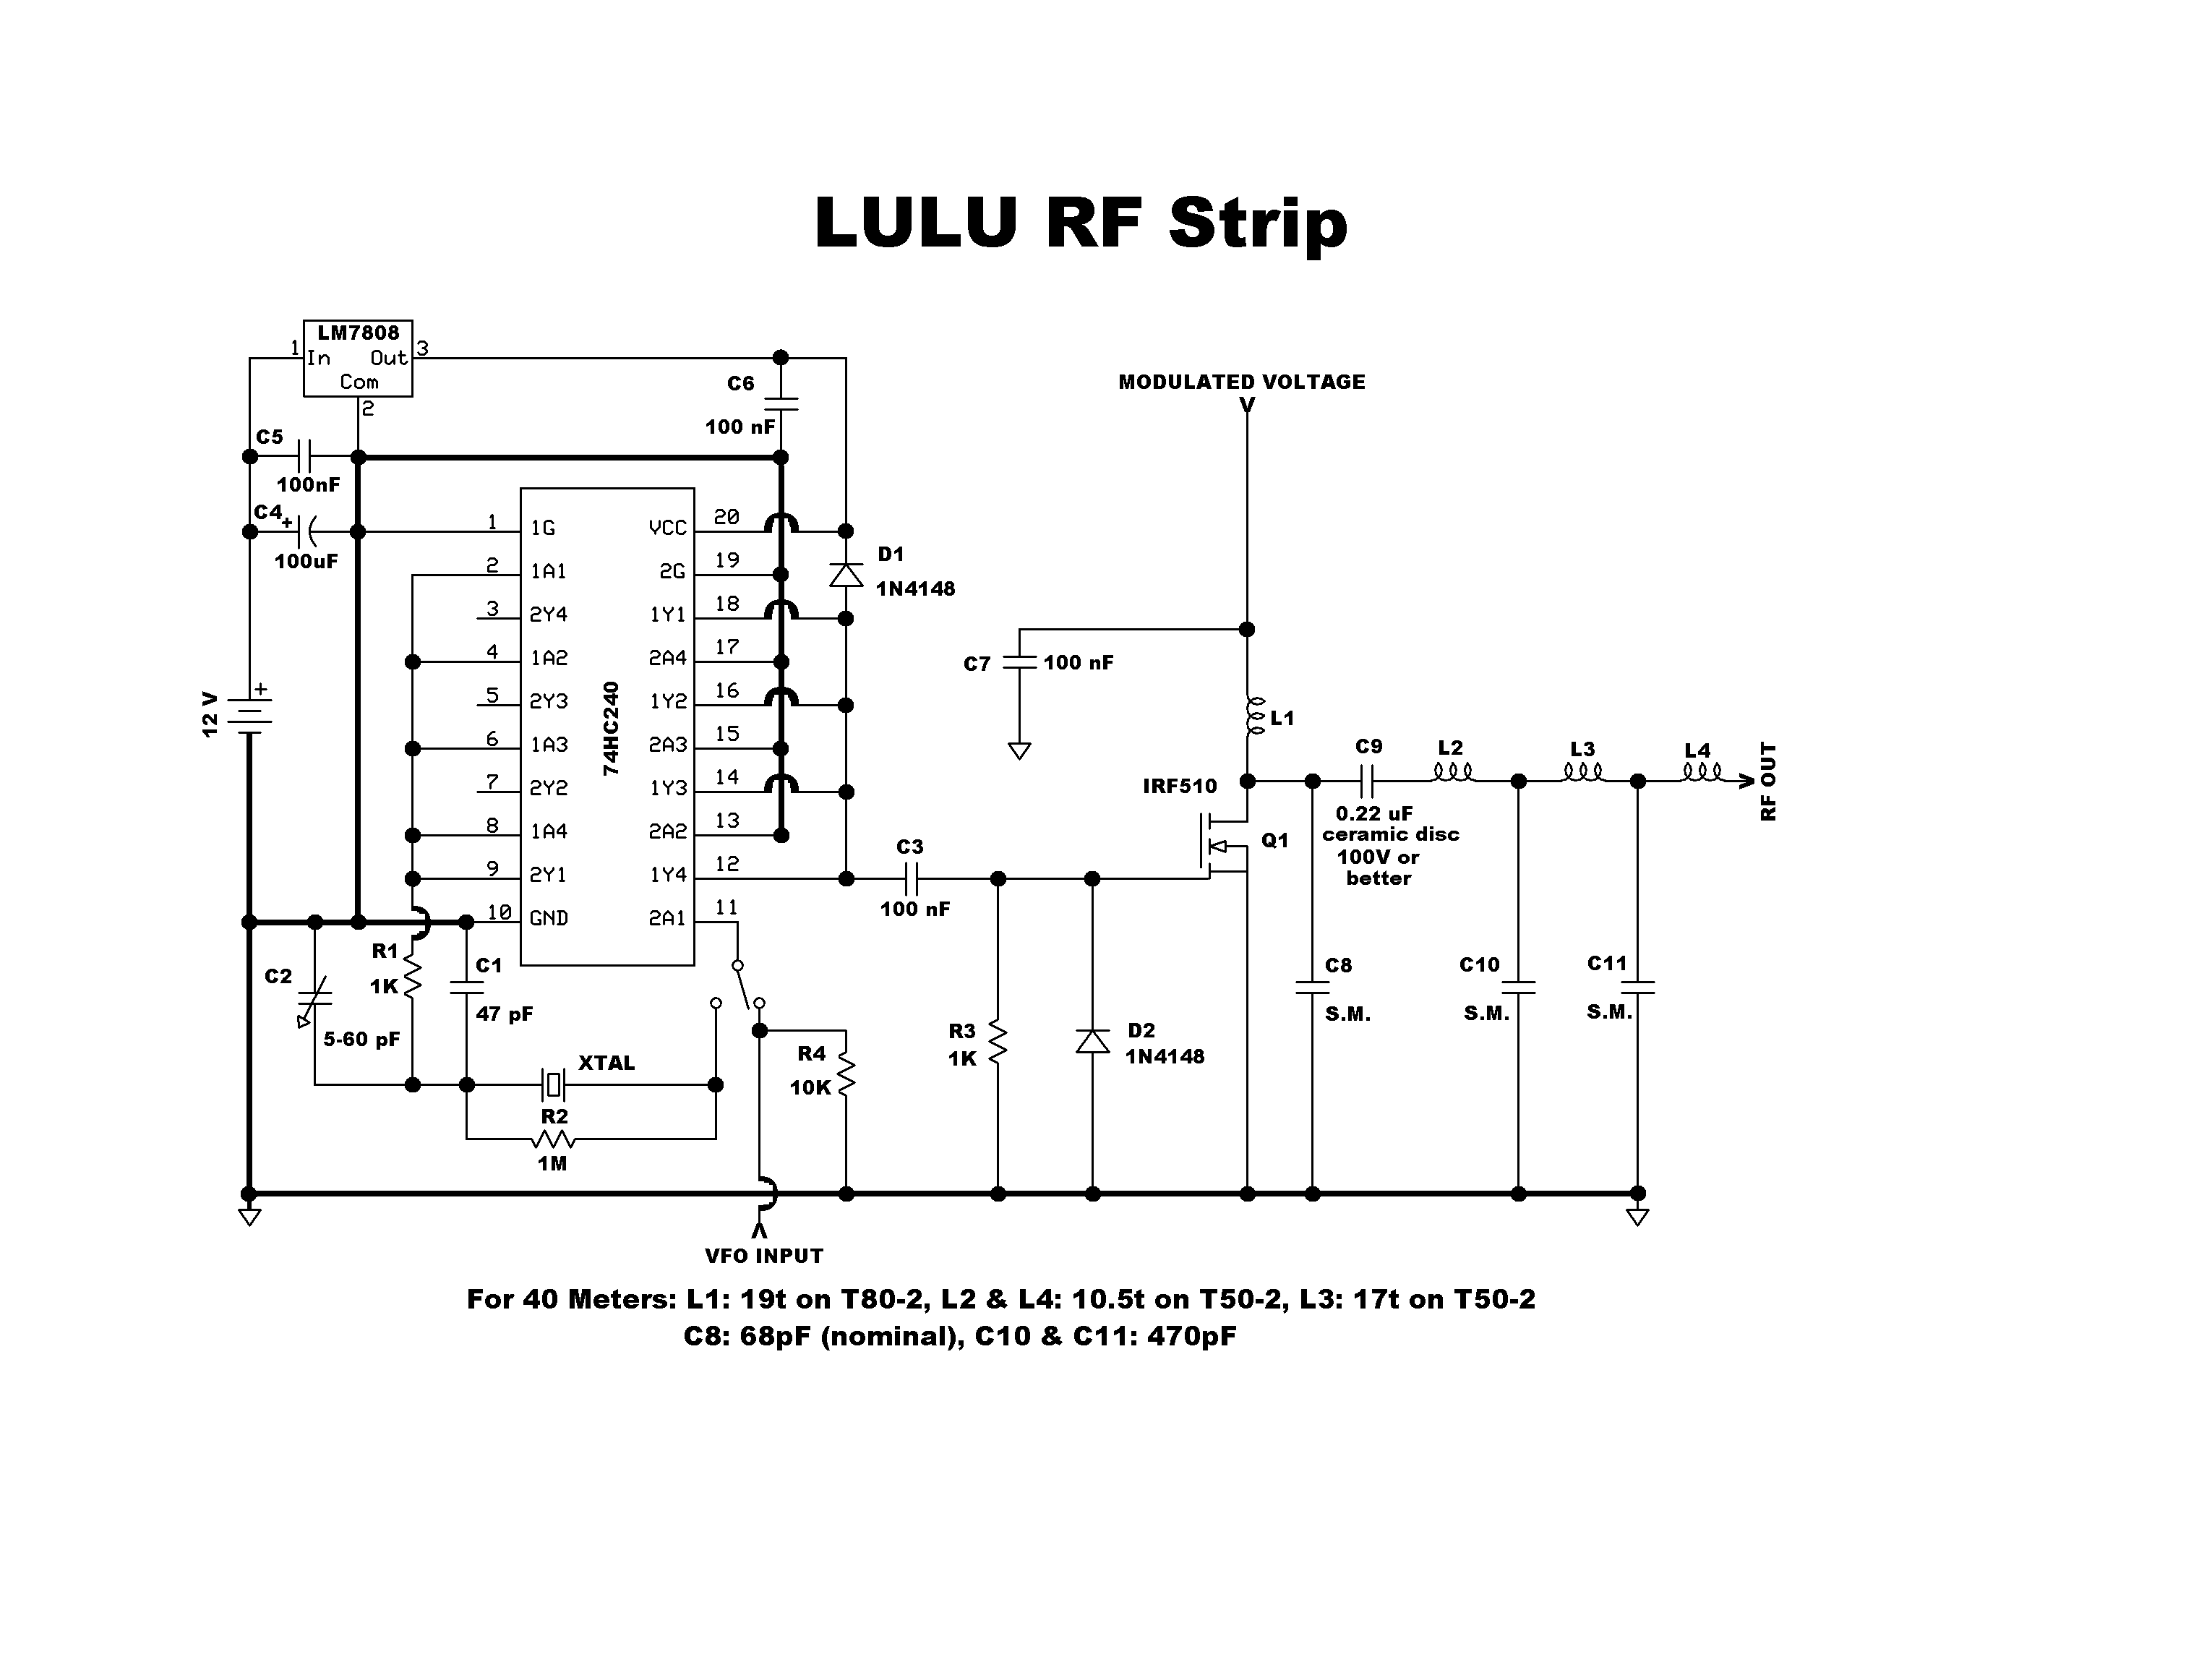 LULU RF Strip
LM7808
1 In Out 3
Com
2
C6
100 nF
MODULATED VOLTAGE
V
C5
100nF
C4 +
100uF
1 1G VCC 20
2 1A1 2G 19
3 2Y4 1Y1 18
4 1A2 2A4 17
5 2Y3 1Y2 16
6 1A3 2A3 15
7 2Y2 1Y3 14
8 1A4 2A2 13
9 2Y1 1Y4 12
10 GND 2A1 11
74HC240
D1
1N4148
C7 100 nF
12 V
+
L1
IRF510
Q1
C9
0.22 uF
ceramic disc
100V or
better
L2
L3
L4
V
RF OUT
C3
100 nF
R1
1K
C1
47 pF
C2
5-60 pF
XTAL
R2
1M
R4
10K
R3
1K
D2
1N4148
C8
S.M.
C10
S.M.
C11
S.M.
VFO INPUT
For 40 Meters: L1: 19t on T80-2, L2 & L4: 10.5t on T50-2, L3: 17t on T50-2
C8: 68pF (nominal), C10 & C11: 470pF